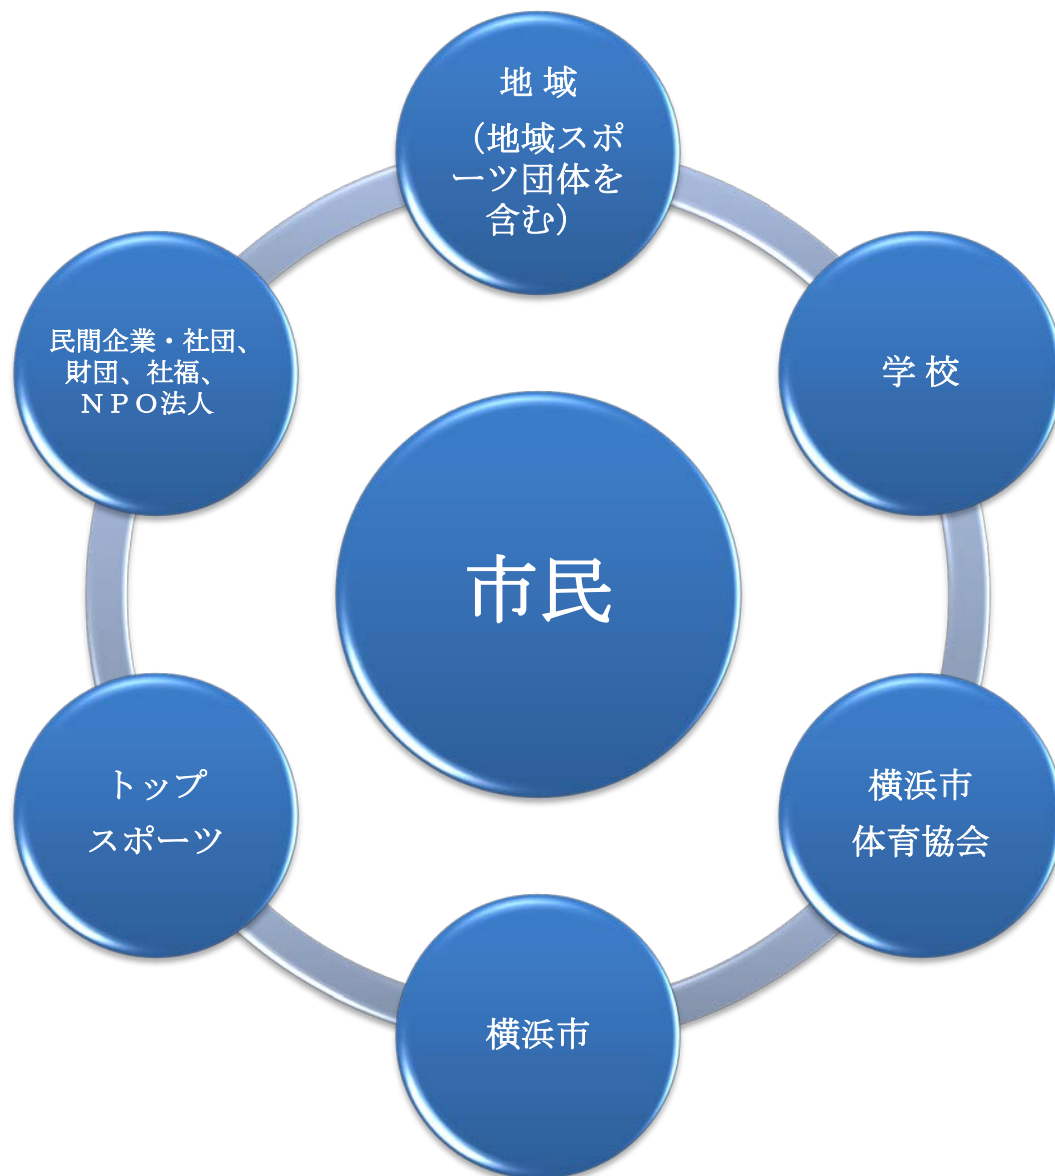 地 域
（地域スポ
ーツ団体を
含む）
学 校
横浜市
体育協会
横浜市
トップ
スポーツ
民間企業・社団、
財団、社福、
ＮＰＯ法人
市民